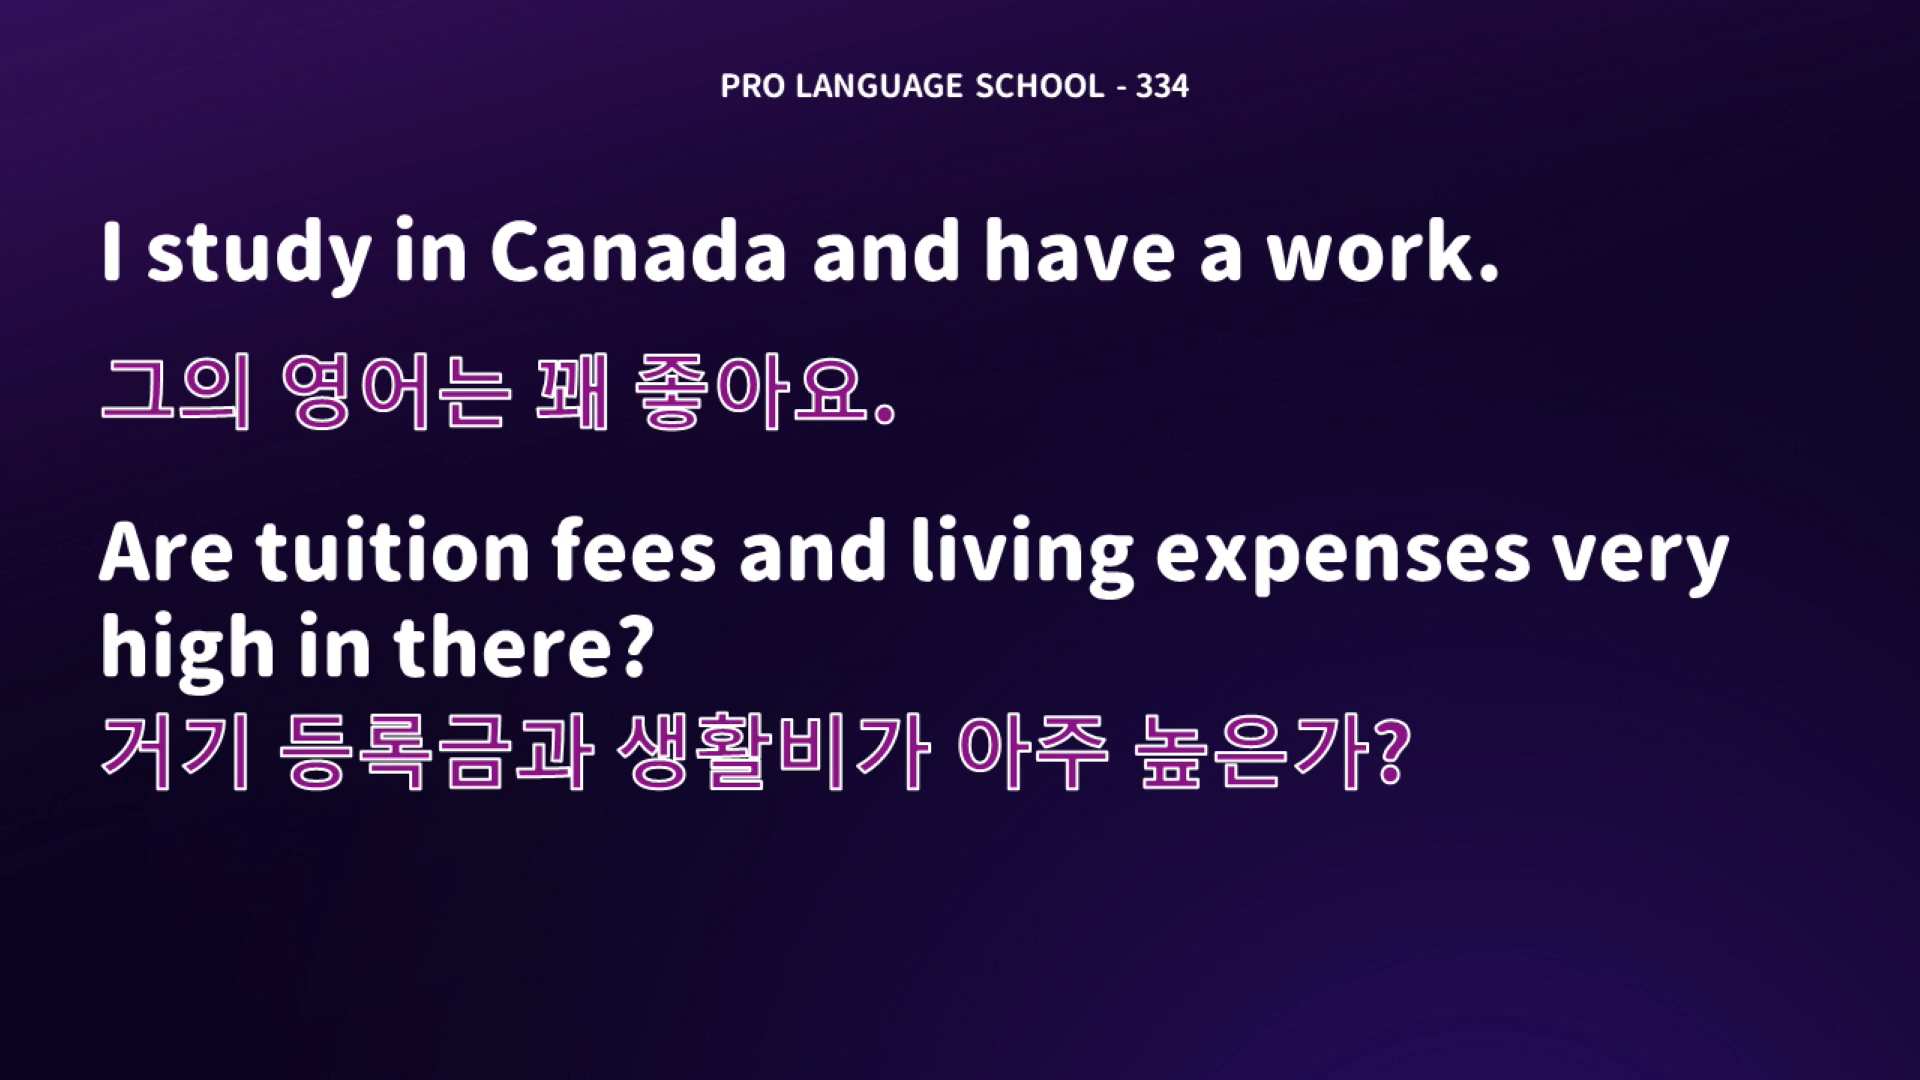 PRO LANGUAGE SCHOOL - 334
I study in Canada and have a work.
그의 영어는 꽤 좋아요.
Are tuition fees and living expenses very
high in there?
거기 등록금과 생활비가 아주 높은가?